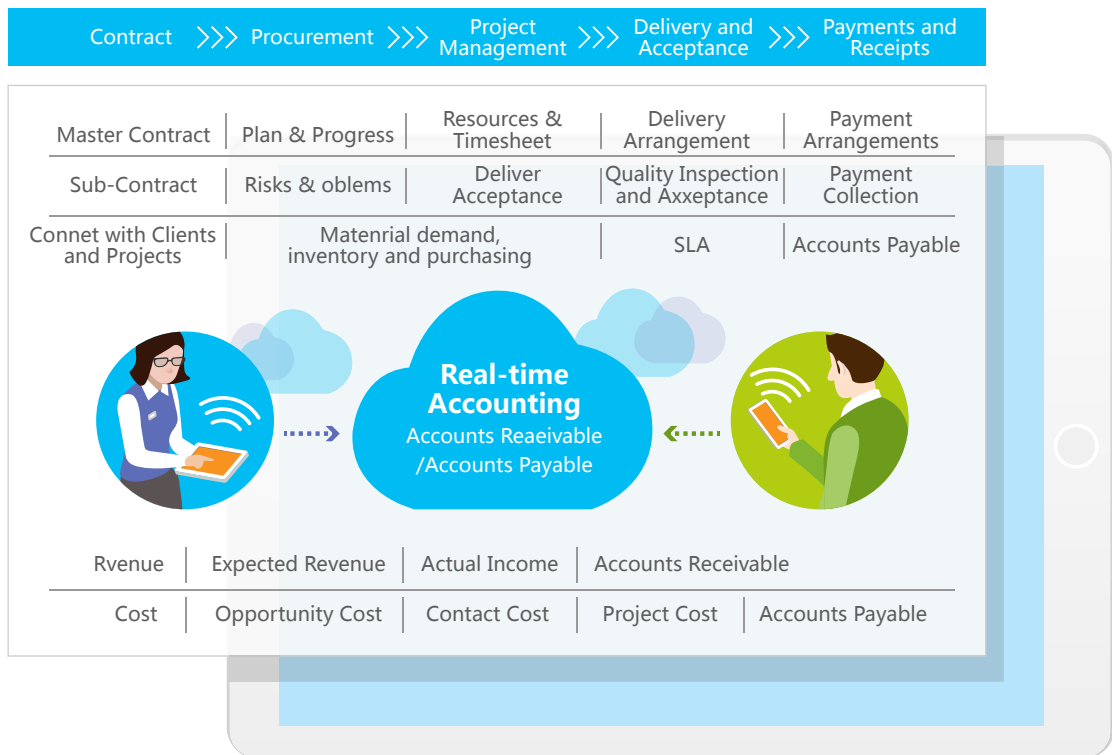 Contract >>> Procurement >>> Project Management >>> Delivery and Acceptance >>> Payments and Receipts
Master Contract
Plan & Progress
Resources &
Timesheet
Delivery
Arrangement
Payment
Arrangements
Sub-Contract
Risks & oblems
Deliver
Acceptance
Quality Inspection
and Axxeptance
Payment
Collection
Connet with Clients
and Projects
Matenrial demand,
inventory and purchasing
SLA
Accounts Payable
Real-time
Accounting
Accounts Reaeivable
/Accounts Payable
Rvenue
Expected Revenue
Actual Income
Accounts Receivable
Cost
Opportunity Cost
Contact Cost
Project Cost
Accounts Payable